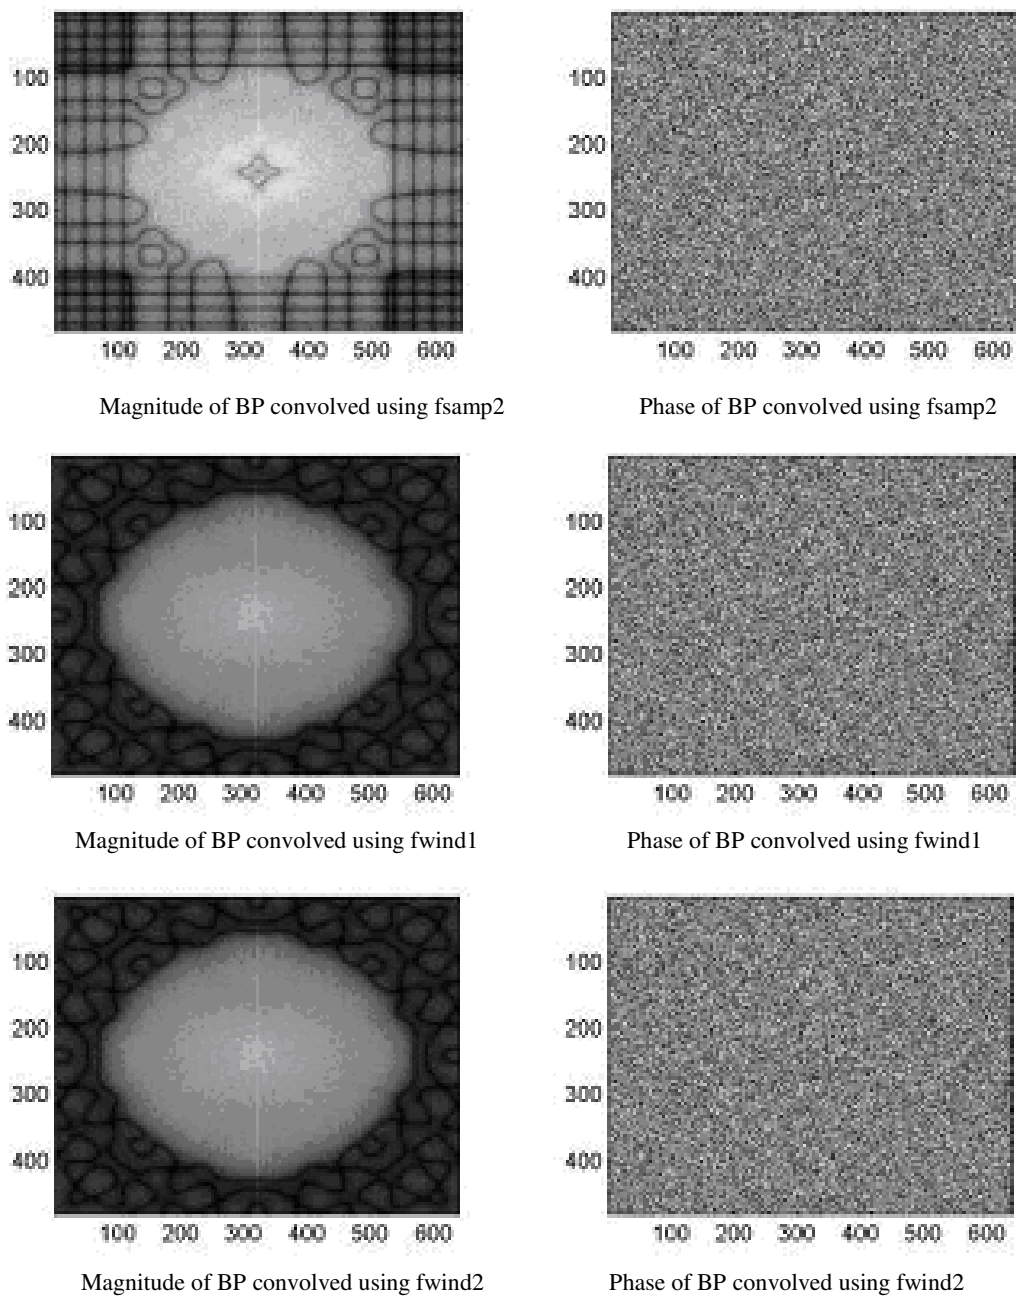 100
200
300
400
100 200 300 400 500 600
100
200
300
400
100 200 300 400 500 600
Magnitude of BP convolved using fsamp2
Phase of BP convolved using fsamp2
100
200
300
400
100 200 300 400 500 600
100
200
300
400
100 200 300 400 500 600
Magnitude of BP convolved using fwind1
Phase of BP convolved using fwind1
100
200
300
400
100 200 300 400 500 600
100
200
300
400
100 200 300 400 500 600
Magnitude of BP convolved using fwind2
Phase of BP convolved using fwind2